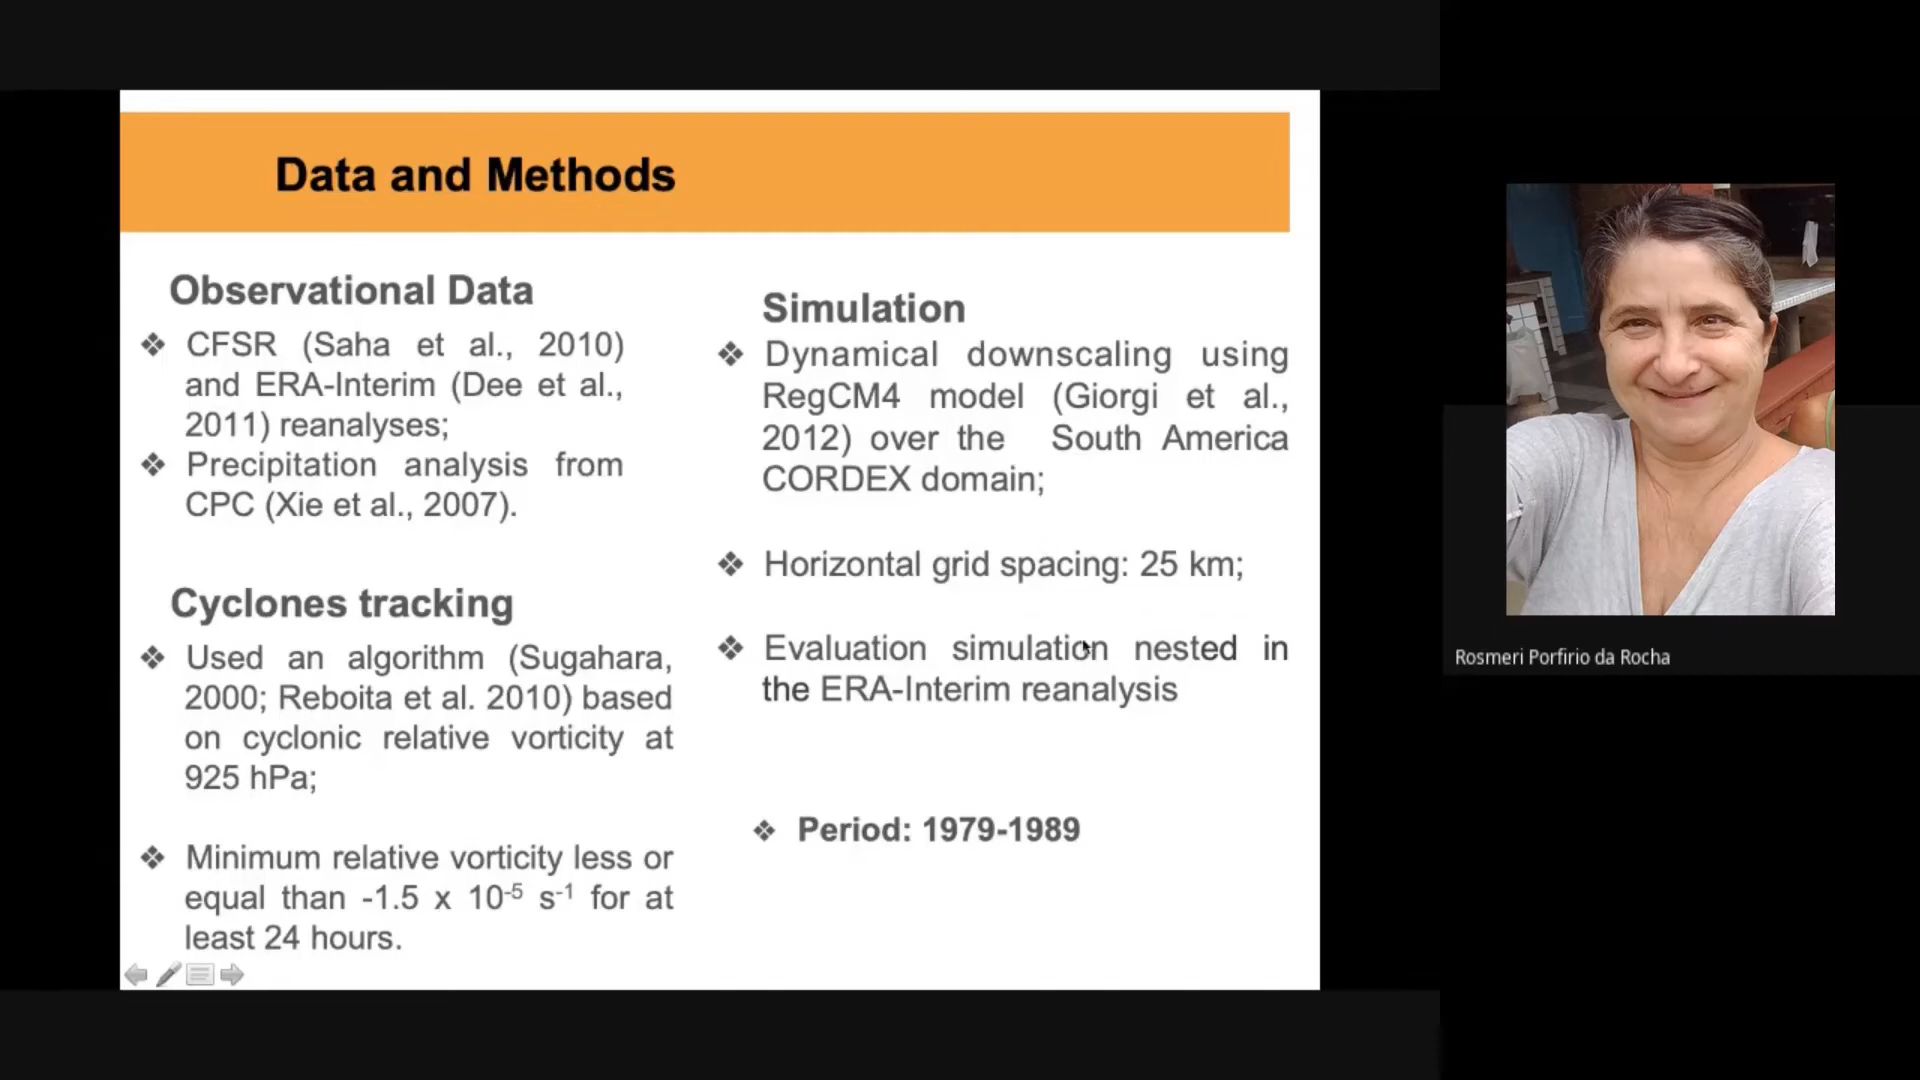 Data and Methods
Observational Data
❖ CFSR (Saha et al., 2010)
and ERA-Interim (Dee et al.,
2011) reanalyses;
❖ Precipitation analysis from
CPC (Xie et al., 2007).
Cyclones tracking
❖ Used an algorithm (Sugahara,
2000; Reboita et al. 2010) based
on cyclonic relative vorticity at
925 hPa;
❖ Minimum relative vorticity less or
equal than -1.5 x 10⁻⁵ s⁻¹ for at
least 24 hours.
Simulation
❖ Dynamical downscaling using
RegCM4 model (Giorgi et al.,
2012) over the South America
CORDEX domain;
❖ Horizontal grid spacing: 25 km;
❖ Evaluation simulation nested in
the ERA-Interim reanalysis
❖ Period: 1979-1989
Rosmeri Porfirio da Rocha